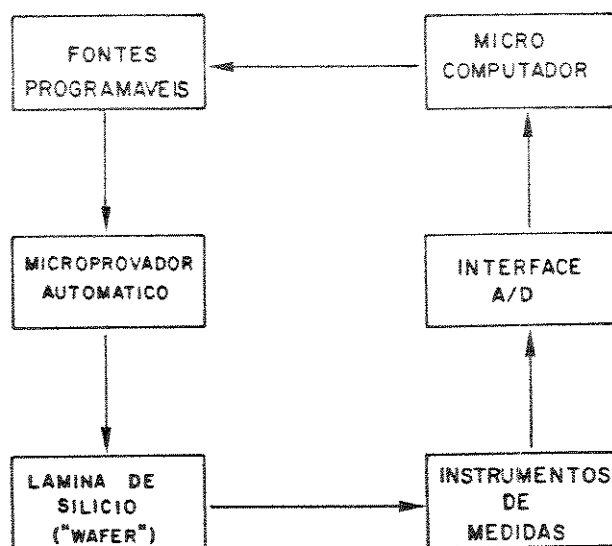 FONTES
PROGRAMAVEIS
MICRO
COMPUTADOR
MICROPROVADOR
AUTOMATICO
INTERFACE
A/D
LAMINA DE
SILICIO
("WAFER")
INSTRUMENTOS
DE
MEDIDAS